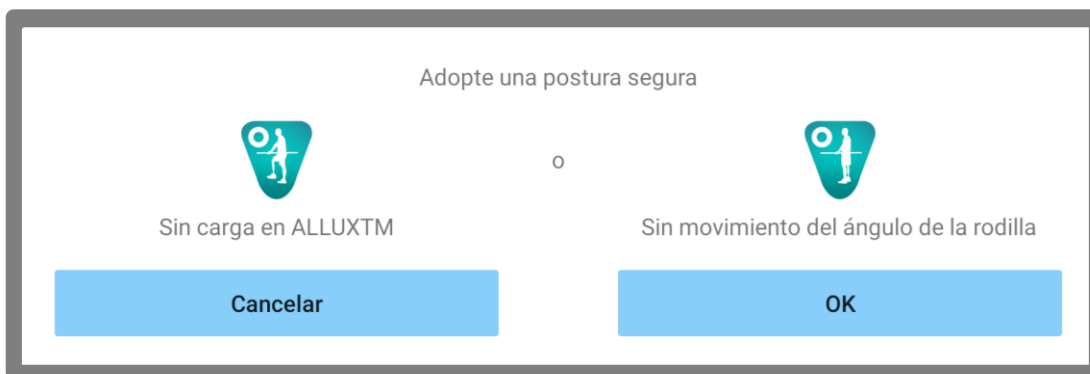 Adopte una postura segura
o
Sin carga en ALLUXTM
Sin movimiento del ángulo de la rodilla
Cancelar
OK